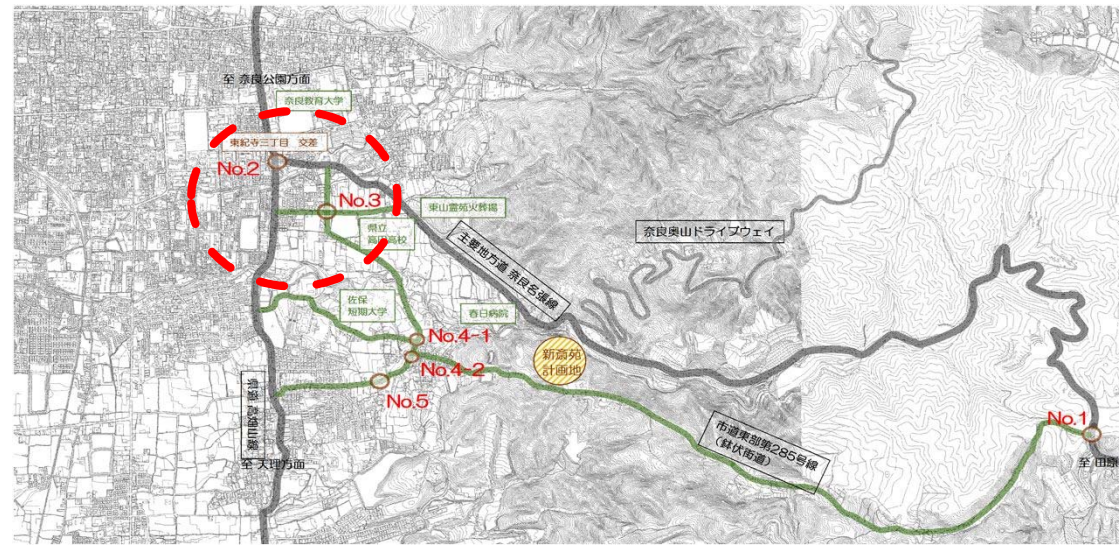 至 奈良公園方面
奈良教育大学
東紀寺三丁目 交差
No.2
No.3
東山霊苑火葬場
県立
高円高校
主要地方道 奈良名張線
奈良奥山ドライブウェイ
佐保
短期大学
春日病院
No.4-1
No.4-2
新斎苑
計画地
No.5
No.1
市道東部第285号線
(鉢伏街道)
至 田原
至 天理方面